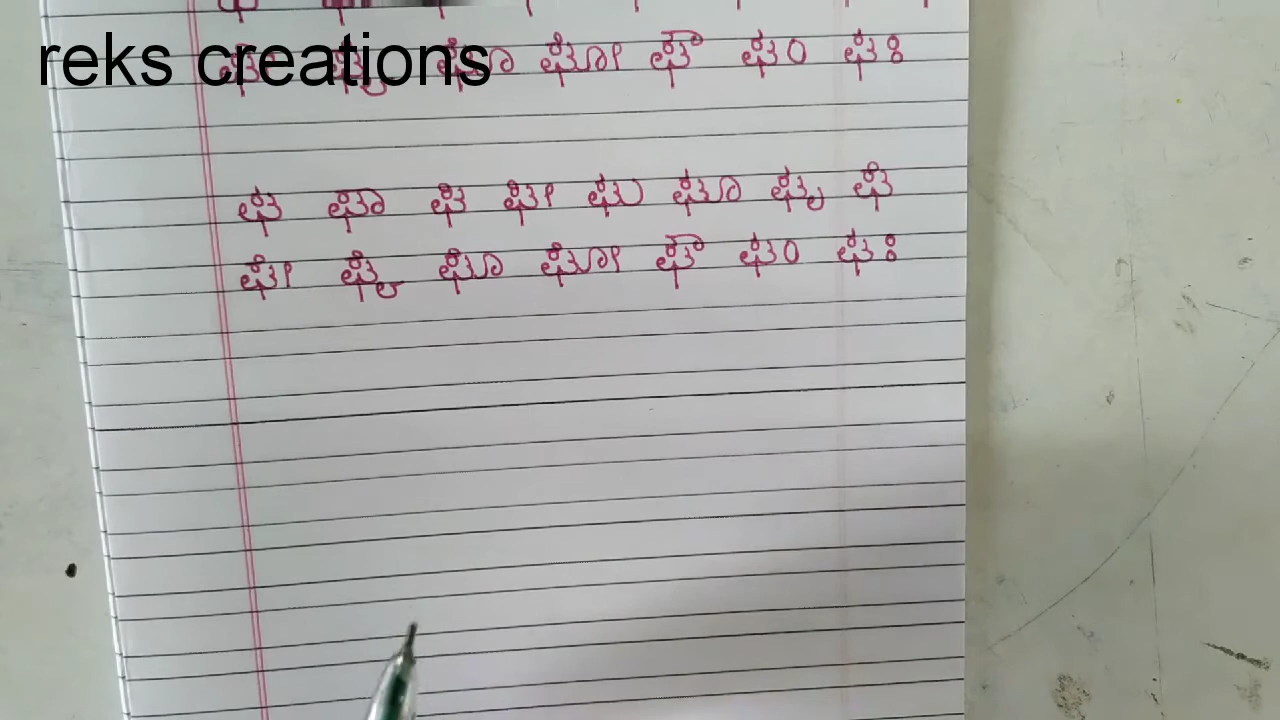 reks creations
ಛೇ ಛೈ ಛೊ ಛೋ ಛೌ ಛಂ ಛಃ
ಛ ಛಾ ಛಿ ಛೀ ಛು ಛೂ ಛೃ ಛೆ
ಛೇ ಛೈ ಛೊ ಛೋ ಛೌ ಛಂ ಛಃ